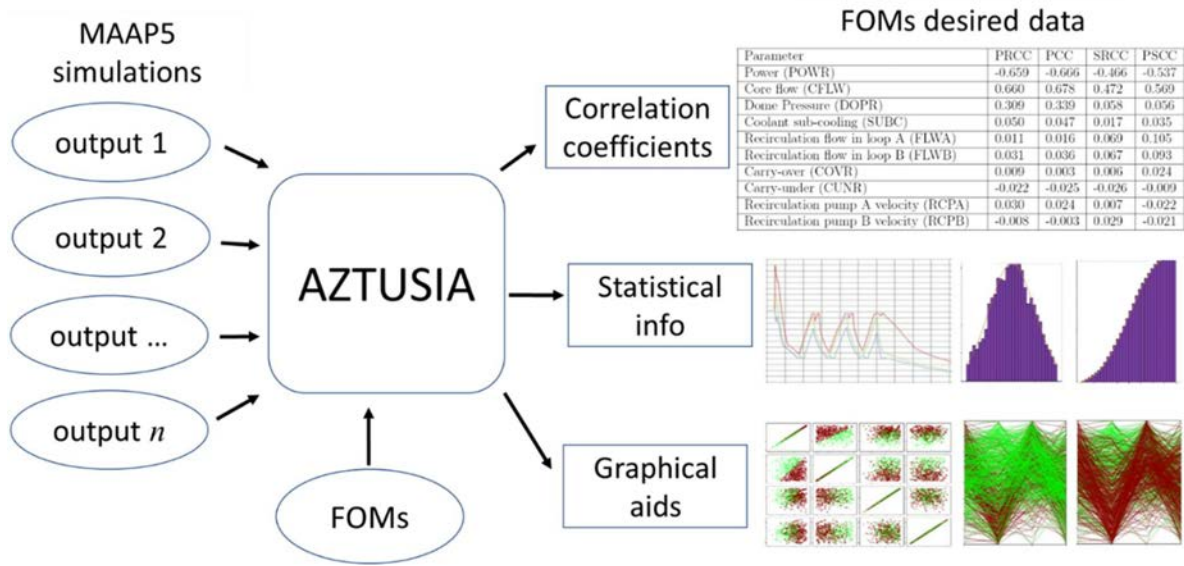 MAAP5
simulations
output 1
output 2
output ...
output n
AZTUSIA
FOMs
Correlation
coefficients
Statistical
info
Graphical
aids
FOMs desired data
Parameter PRCC PCC SRCC PSCC
Power (POWR) -0.659 -0.666 -0.466 -0.537
Core flow (CFLW) 0.660 0.678 0.472 0.569
Dome Pressure (DOPR) 0.309 0.339 0.058 0.056
Coolant sub-cooling (SUBC) 0.050 0.047 0.017 0.035
Recirculation flow in loop A (FLWA) 0.011 0.016 0.069 0.105
Recirculation flow in loop B (FLWB) 0.031 0.036 0.067 0.093
Carry-over (COVR) 0.009 0.003 0.006 0.024
Carry-under (CUNR) -0.022 -0.025 -0.026 -0.009
Recirculation pump A velocity (RCPA) 0.030 0.024 0.007 -0.022
Recirculation pump B velocity (RCPB) -0.008 -0.003 0.029 -0.021